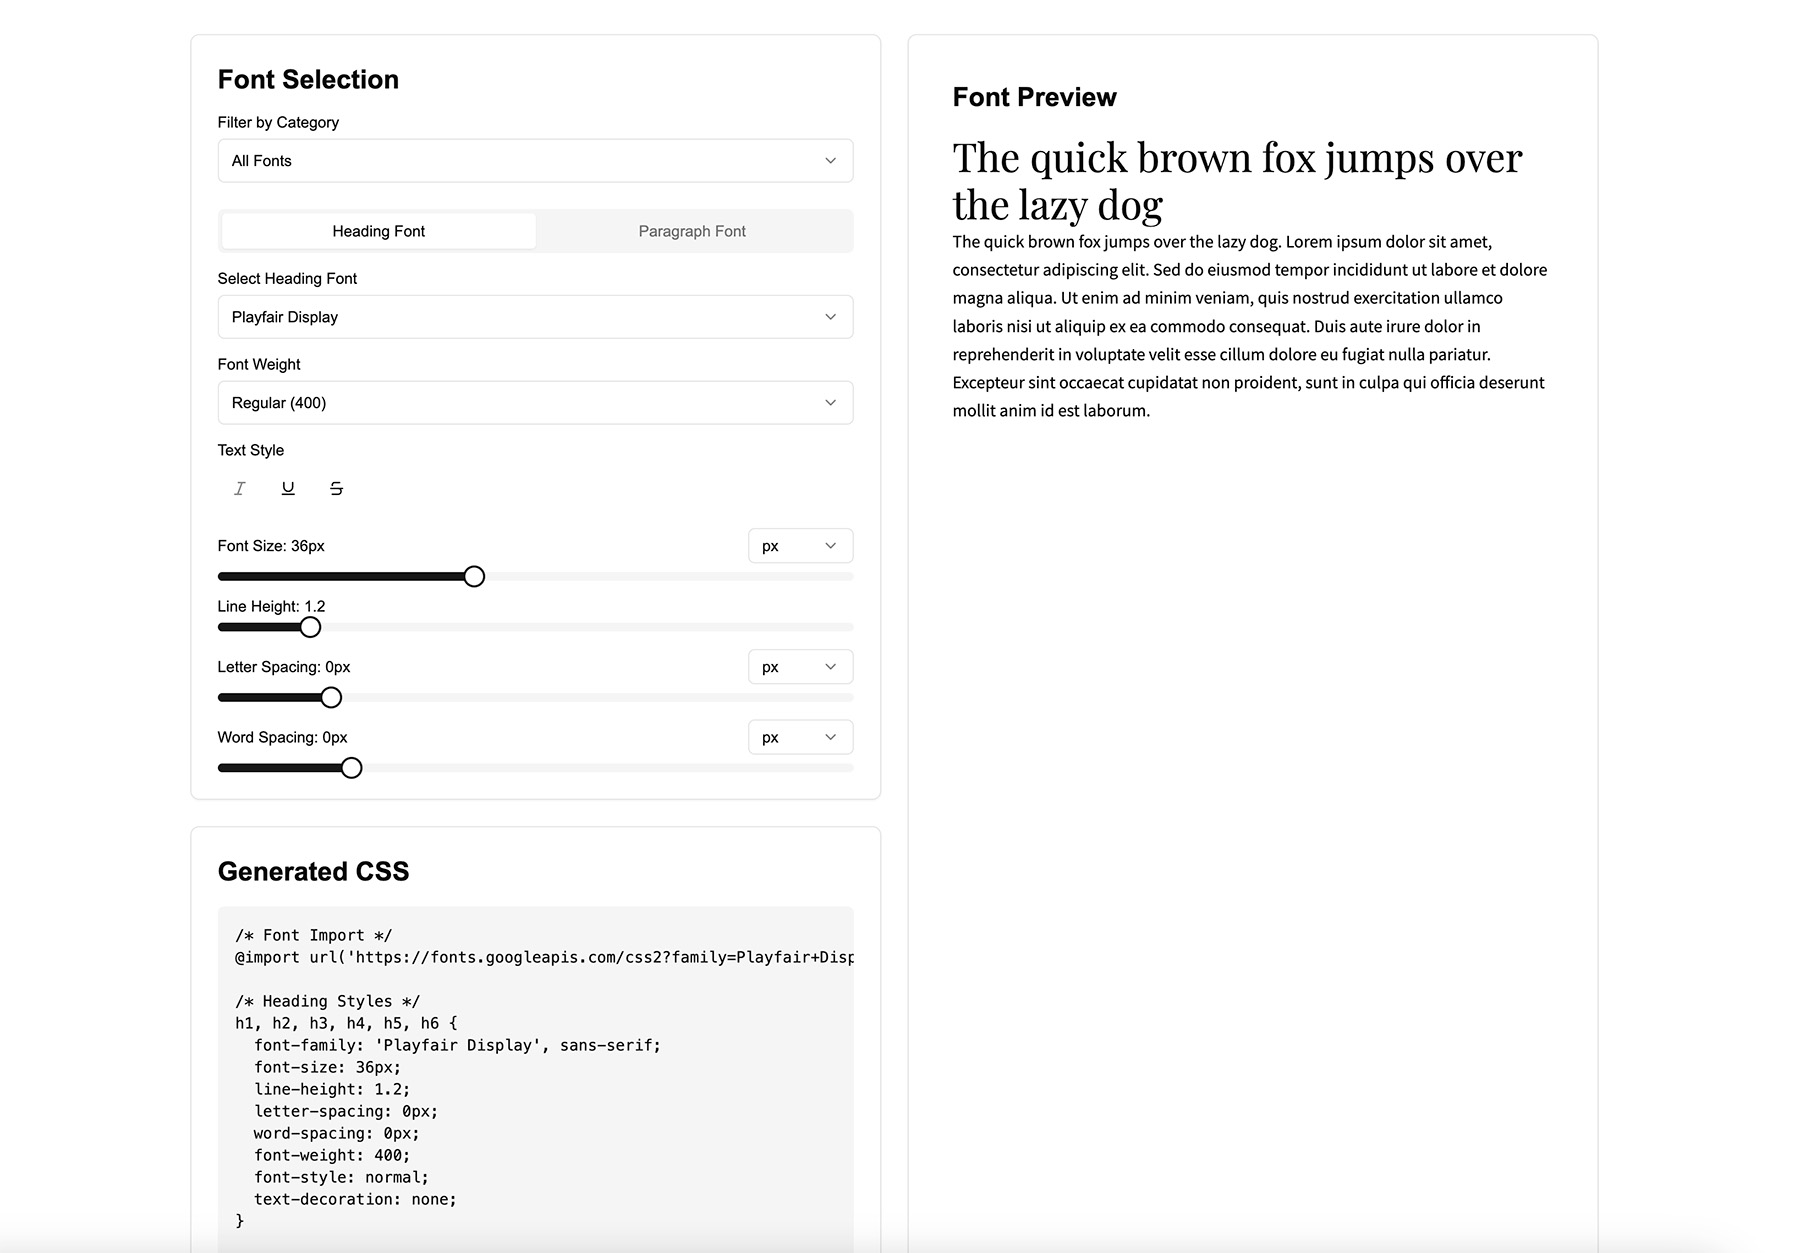 Font Selection
Filter by Category
All Fonts
Heading Font
Paragraph Font
Select Heading Font
Playfair Display
Font Weight
Regular (400)
Text Style
I U S
Font Size: 36px
px
Line Height: 1.2
Letter Spacing: 0px
px
Word Spacing: 0px
px
Generated CSS
/* Font Import */
@import url('https://fonts.googleapis.com/css2?family=Playfair+Disp
/* Heading Styles */
h1, h2, h3, h4, h5, h6 {
font-family: 'Playfair Display', sans-serif;
font-size: 36px;
line-height: 1.2;
letter-spacing: 0px;
word-spacing: 0px;
font-weight: 400;
font-style: normal;
text-decoration: none;
}
Font Preview
The quick brown fox jumps over
the lazy dog
The quick brown fox jumps over the lazy dog. Lorem ipsum dolor sit amet,
consectetur adipiscing elit. Sed do eiusmod tempor incididunt ut labore et dolore
magna aliqua. Ut enim ad minim veniam, quis nostrud exercitation ullamco
laboris nisi ut aliquip ex ea commodo consequat. Duis aute irure dolor in
reprehenderit in voluptate velit esse cillum dolore eu fugiat nulla pariatur.
Excepteur sint occaecat cupidatat non proident, sunt in culpa qui officia deserunt
mollit anim id est laborum.